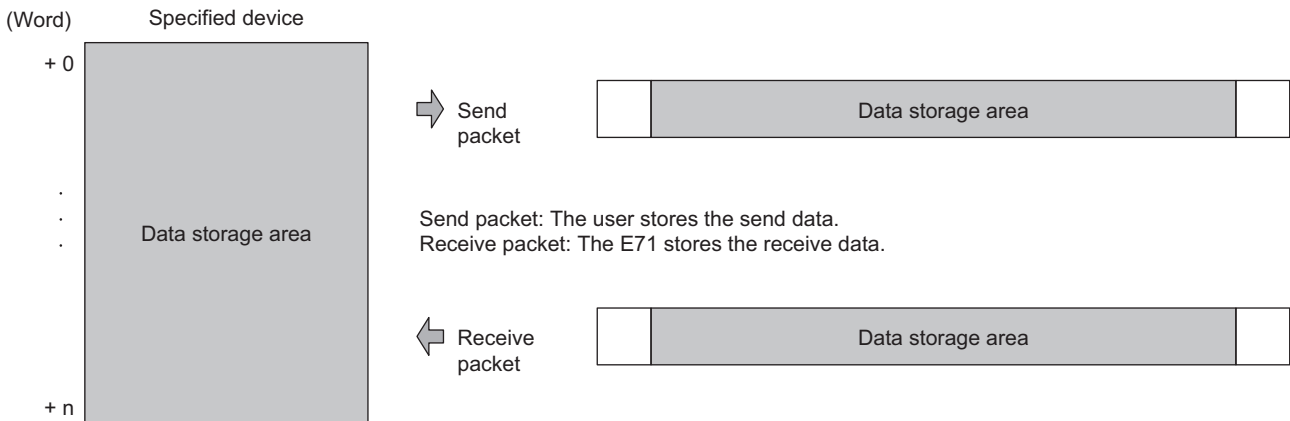 (Word)
Specified device
+ 0
Send
packet
Data storage area
.
.
.
Data storage area
Send packet: The user stores the send data.
Receive packet: The E71 stores the receive data.
Receive
packet
Data storage area
+ n